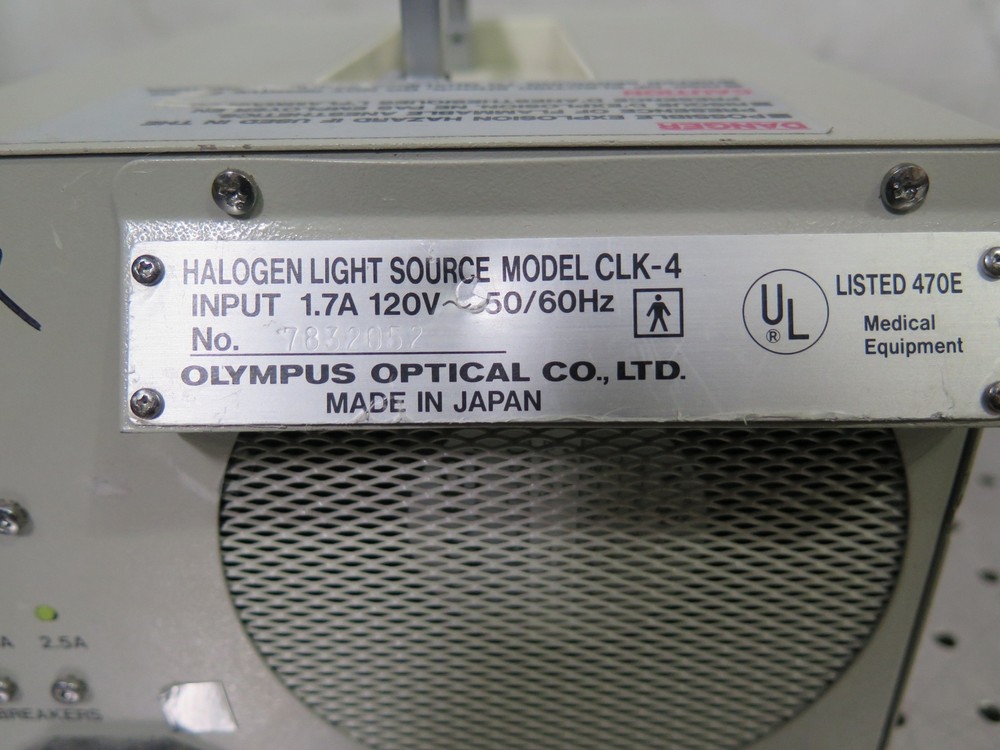 DANGER
POSSIBLE EXPLOSION HAZARD IF USED IN THE
CAUTION
HALOGEN LIGHT SOURCE MODEL CLK-4
INPUT 1.7A 120V~ 50/60Hz
No. 7832052
OLYMPUS OPTICAL CO., LTD.
MADE IN JAPAN
UL
®
LISTED 470E
Medical
Equipment
A 2.5A
BREAKERS